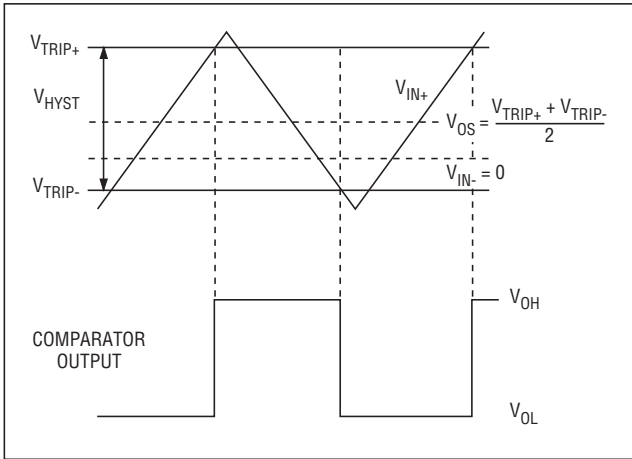 V_TRIP+
V_HYST
V_IN+
V_OS = (V_TRIP+ + V_TRIP-) / 2
V_IN- = 0
V_TRIP-
V_OH
COMPARATOR
OUTPUT
V_OL